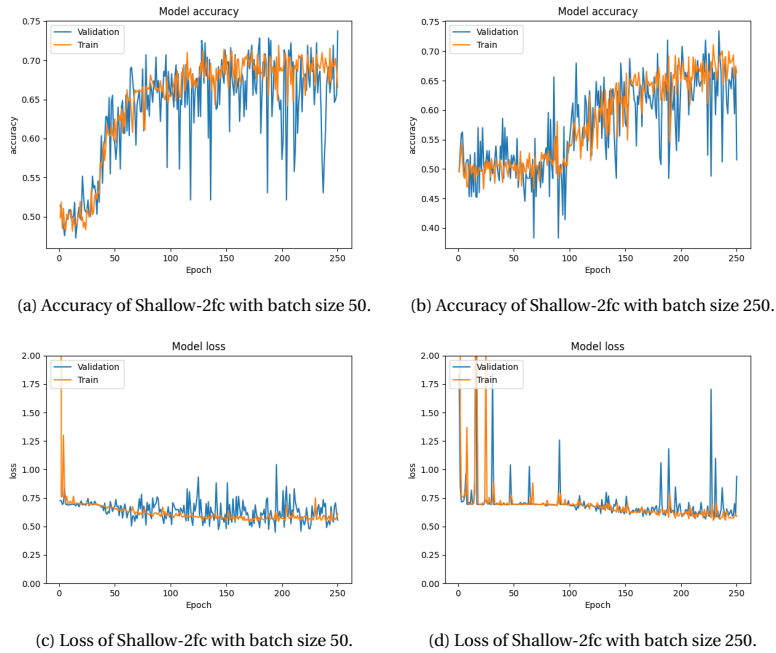 Model accuracy
Validation
Train
0.75
0.70
0.65
0.60
0.55
0.50
accuracy
0 50 100 150 200 250
Epoch
(a) Accuracy of Shallow-2fc with batch size 50.
Model accuracy
Validation
Train
0.75
0.70
0.65
0.60
0.55
0.50
0.45
0.40
accuracy
0 50 100 150 200 250
Epoch
(b) Accuracy of Shallow-2fc with batch size 250.
Model loss
Validation
Train
2.00
1.75
1.50
1.25
1.00
0.75
0.50
0.25
0.00
loss
0 50 100 150 200 250
Epoch
(c) Loss of Shallow-2fc with batch size 50.
Model loss
Validation
Train
2.00
1.75
1.50
1.25
1.00
0.75
0.50
0.25
0.00
loss
0 50 100 150 200 250
Epoch
(d) Loss of Shallow-2fc with batch size 250.